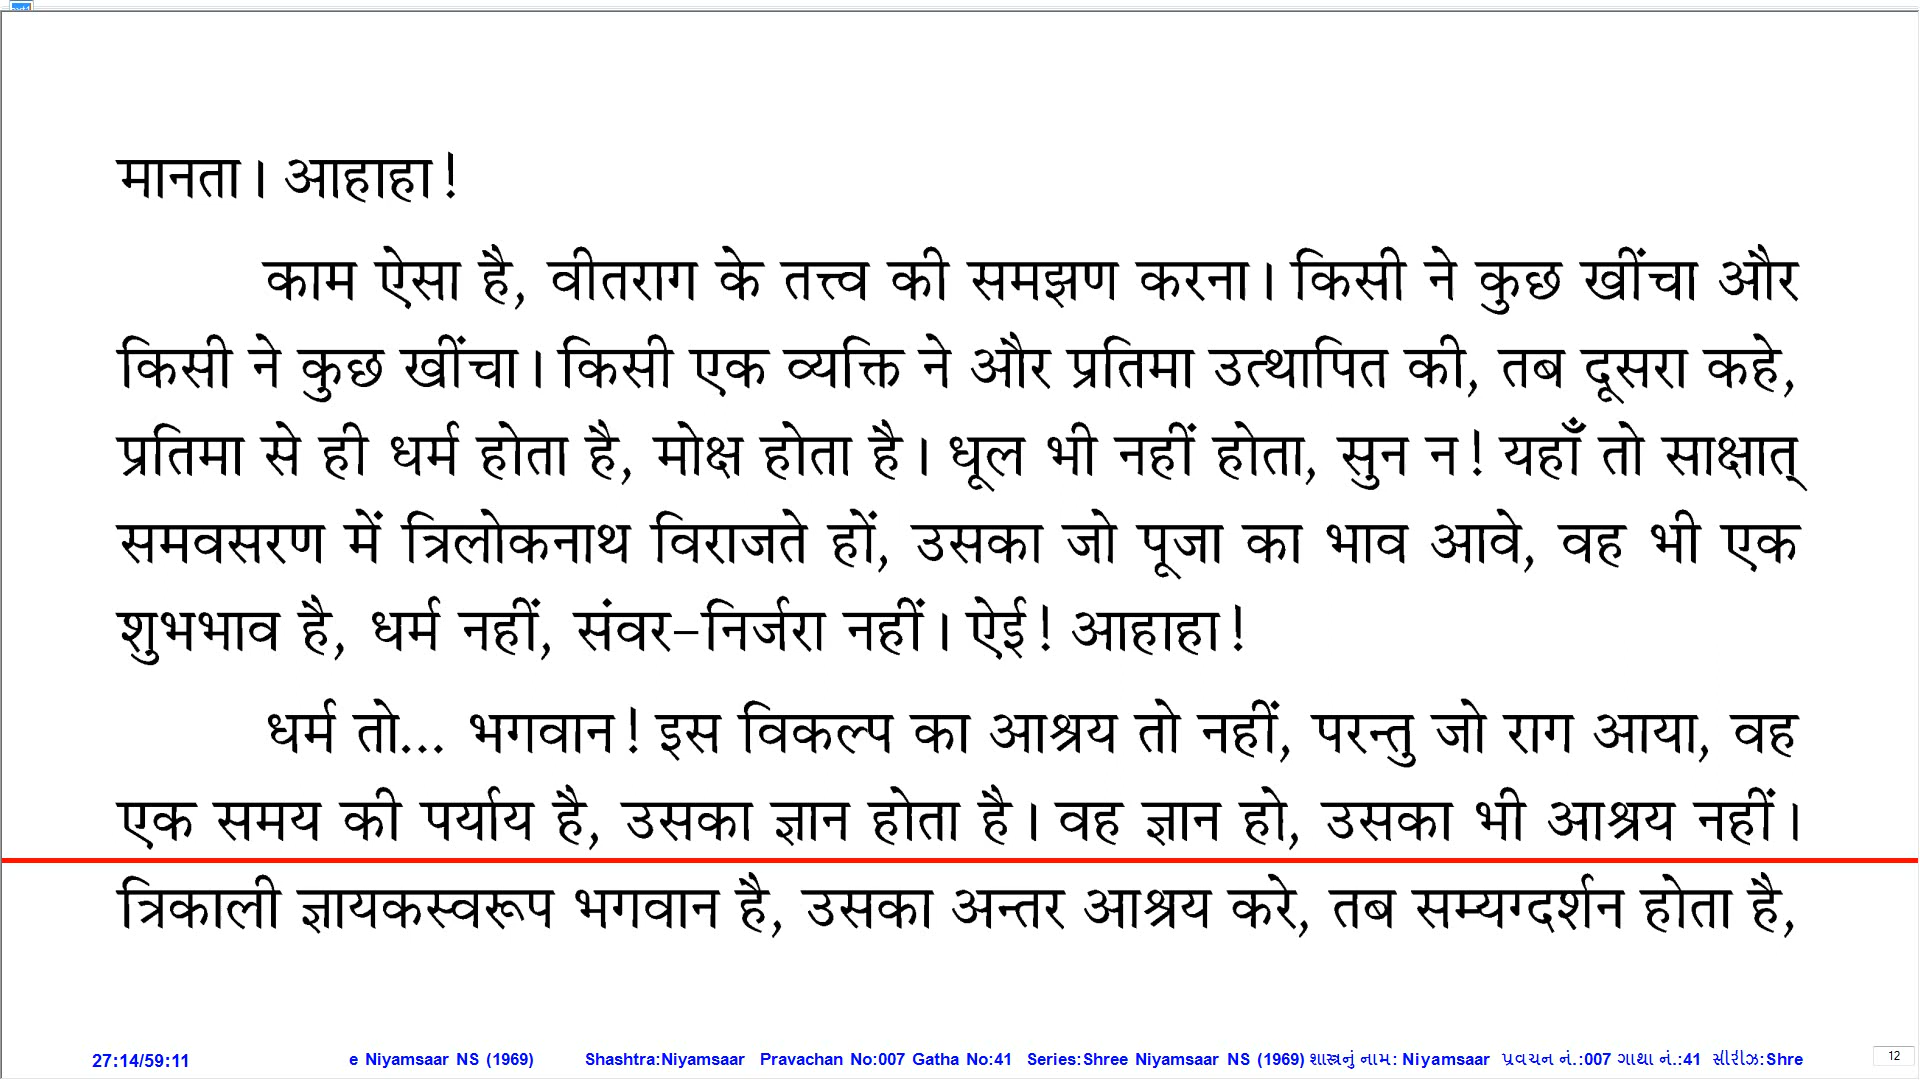 मानता। आहाहा!
काम ऐसा है, वीतराग के तत्त्व की समझण करना। किसी ने कुछ खींचा और
किसी ने कुछ खींचा। किसी एक व्यक्ति ने और प्रतिमा उत्थापित की, तब दूसरा कहे,
प्रतिमा से ही धर्म होता है, मोक्ष होता है। धूल भी नहीं होता, सुन न! यहाँ तो साक्षात्
समवसरण में त्रिलोकनाथ विराजते हों, उसका जो पूजा का भाव आवे, वह भी एक
शुभभाव है, धर्म नहीं, संवर-निर्जरा नहीं। ऐई! आहाहा!
धर्म तो... भगवान! इस विकल्प का आश्रय तो नहीं, परन्तु जो राग आया, वह
एक समय की पर्याय है, उसका ज्ञान होता है। वह ज्ञान हो, उसका भी आश्रय नहीं।
त्रिकाली ज्ञायकस्वरूप भगवान है, उसका अन्तर आश्रय करे, तब सम्यग्दर्शन होता है,
27:14/59:11 e Niyamsaar NS (1969) Shashtra:Niyamsaar Pravachan No:007 Gatha No:41 Series:Shree Niyamsaar NS (1969) શાસ્ત્રનું નામ: Niyamsaar પ્રવચન નં.:007 ગાથા નં.:41 સીરીઝ:Shre 12